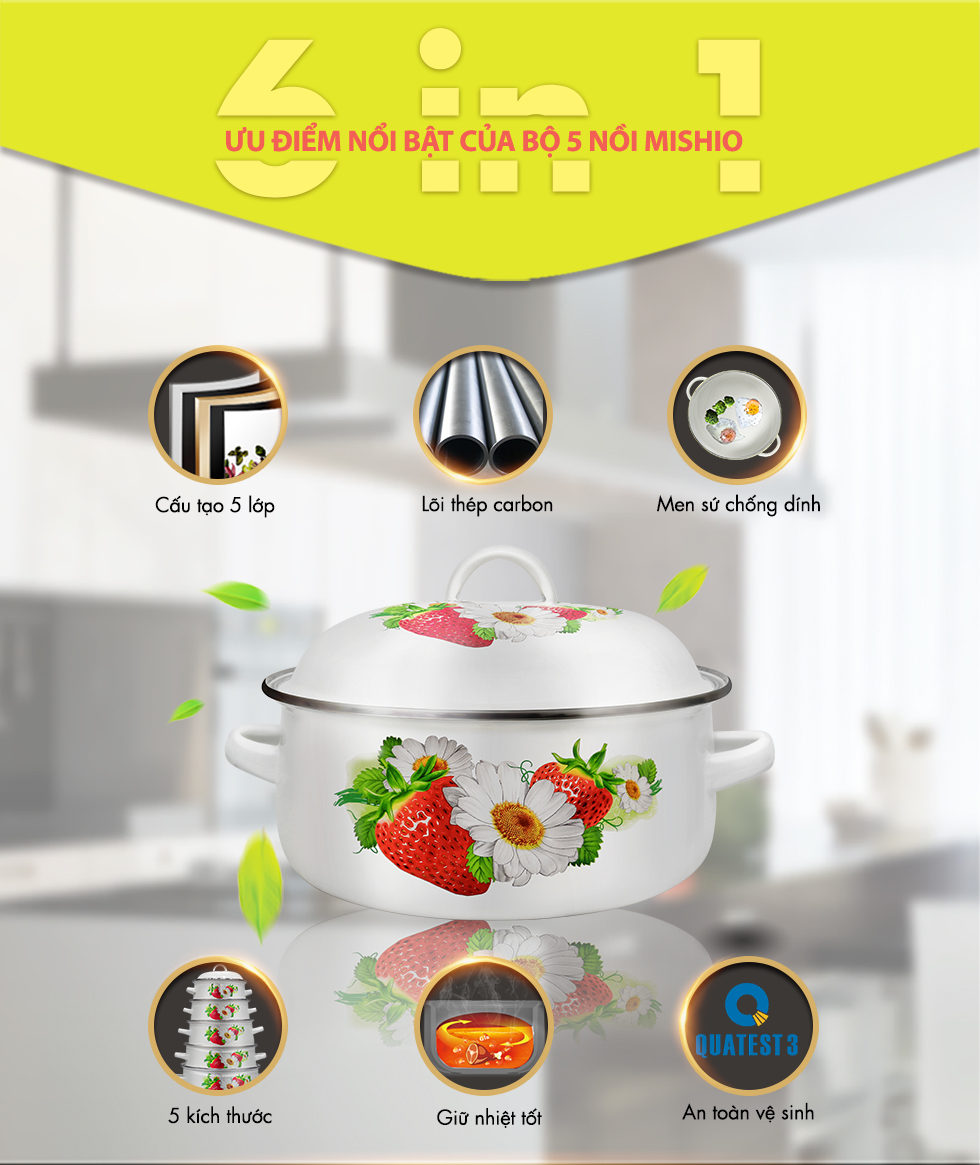 6 in 1
ƯU ĐIỂM NỔI BẬT CỦA BỘ 5 NỒI MISHIO
Cấu tạo 5 lớp
Lõi thép carbon
Men sứ chống dính
QUATEST 3
5 kích thước
Giữ nhiệt tốt
An toàn vệ sinh